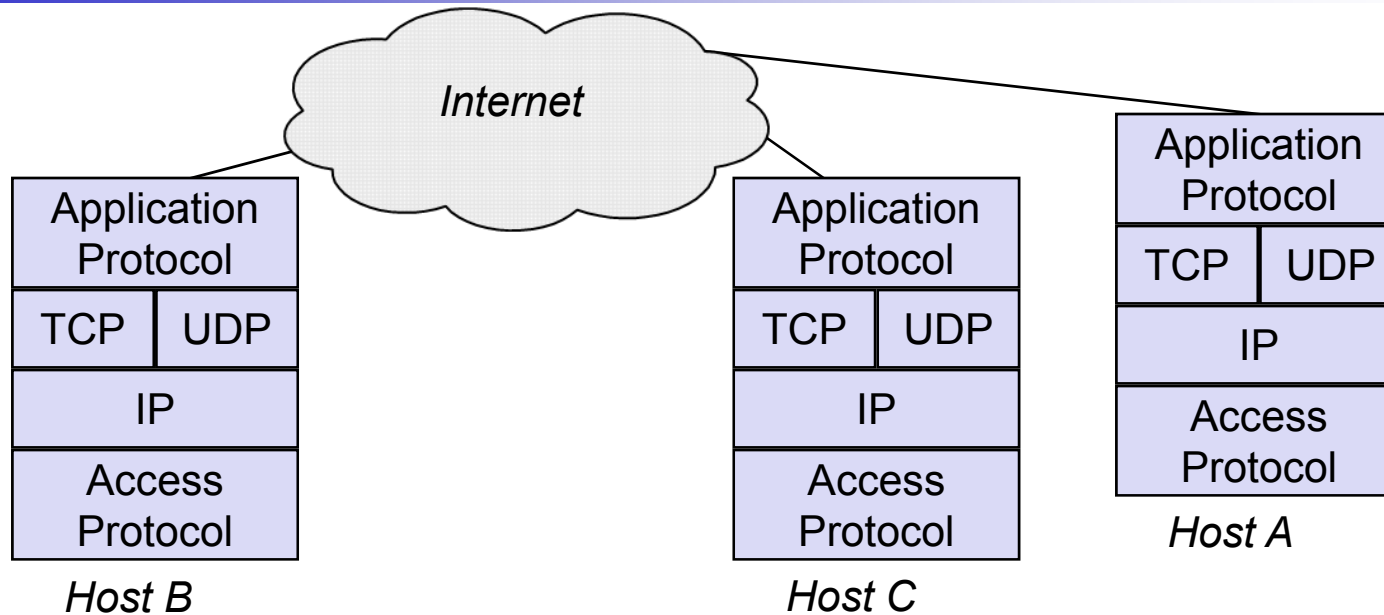 Internet
Application
Protocol
TCP
UDP
IP
Access
Protocol
Host B
Application
Protocol
TCP
UDP
IP
Access
Protocol
Host C
Application
Protocol
TCP
UDP
IP
Access
Protocol
Host A